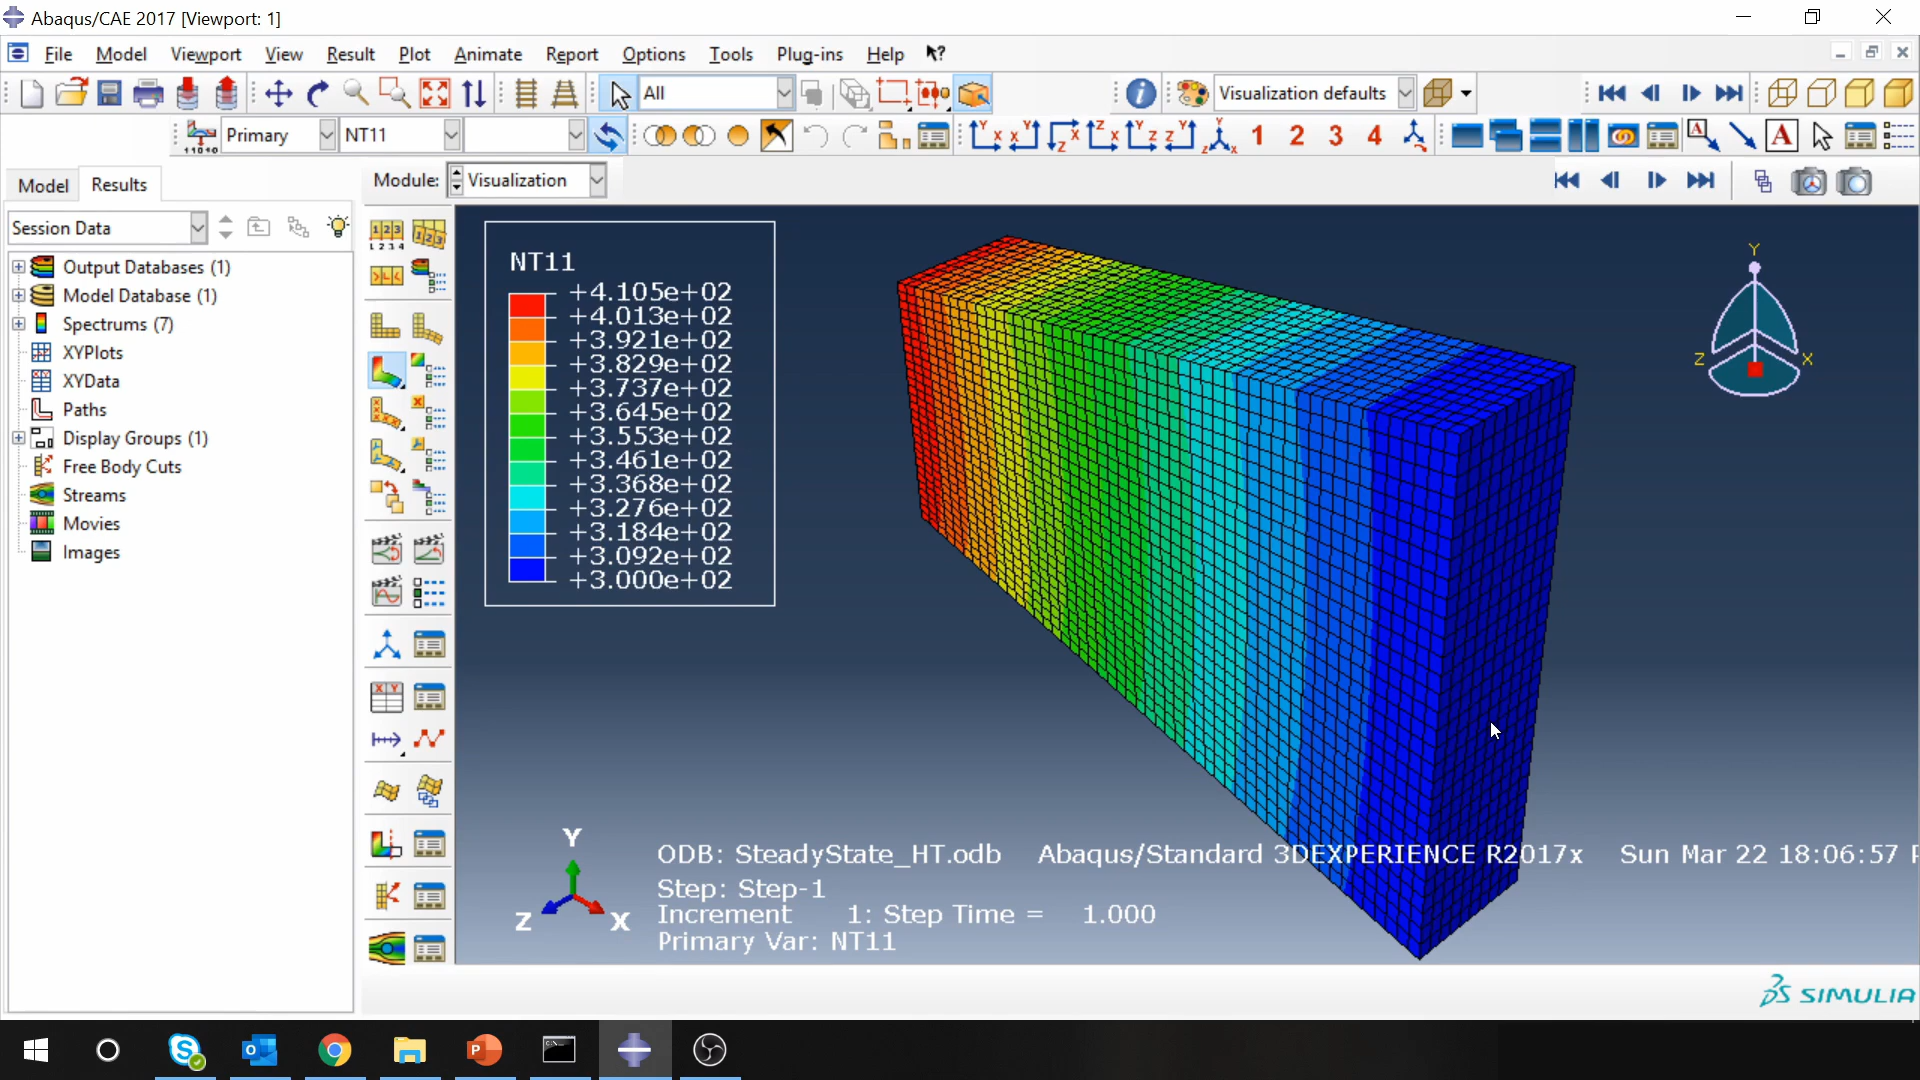 Abaqus/CAE 2017 [Viewport: 1]
File Model Viewport View Result Plot Animate Report Options Tools Plug-ins Help
All
Visualization defaults
Primary NT11
1 2 3 4
Model Results
Module: Visualization
Session Data
Output Databases (1)
Model Database (1)
Spectrums (7)
XYPlots
XYData
Paths
Display Groups (1)
Free Body Cuts
Streams
Movies
Images
NT11
+4.105e+02
+4.013e+02
+3.921e+02
+3.829e+02
+3.737e+02
+3.645e+02
+3.553e+02
+3.461e+02
+3.368e+02
+3.276e+02
+3.184e+02
+3.092e+02
+3.000e+02
Y
Z X
Y
Z X
ODB: SteadyState_HT.odb Abaqus/Standard 3DEXPERIENCE R2017x Sun Mar 22 18:06:57
Step: Step-1
Increment 1: Step Time = 1.000
Primary Var: NT11
SIMULIA